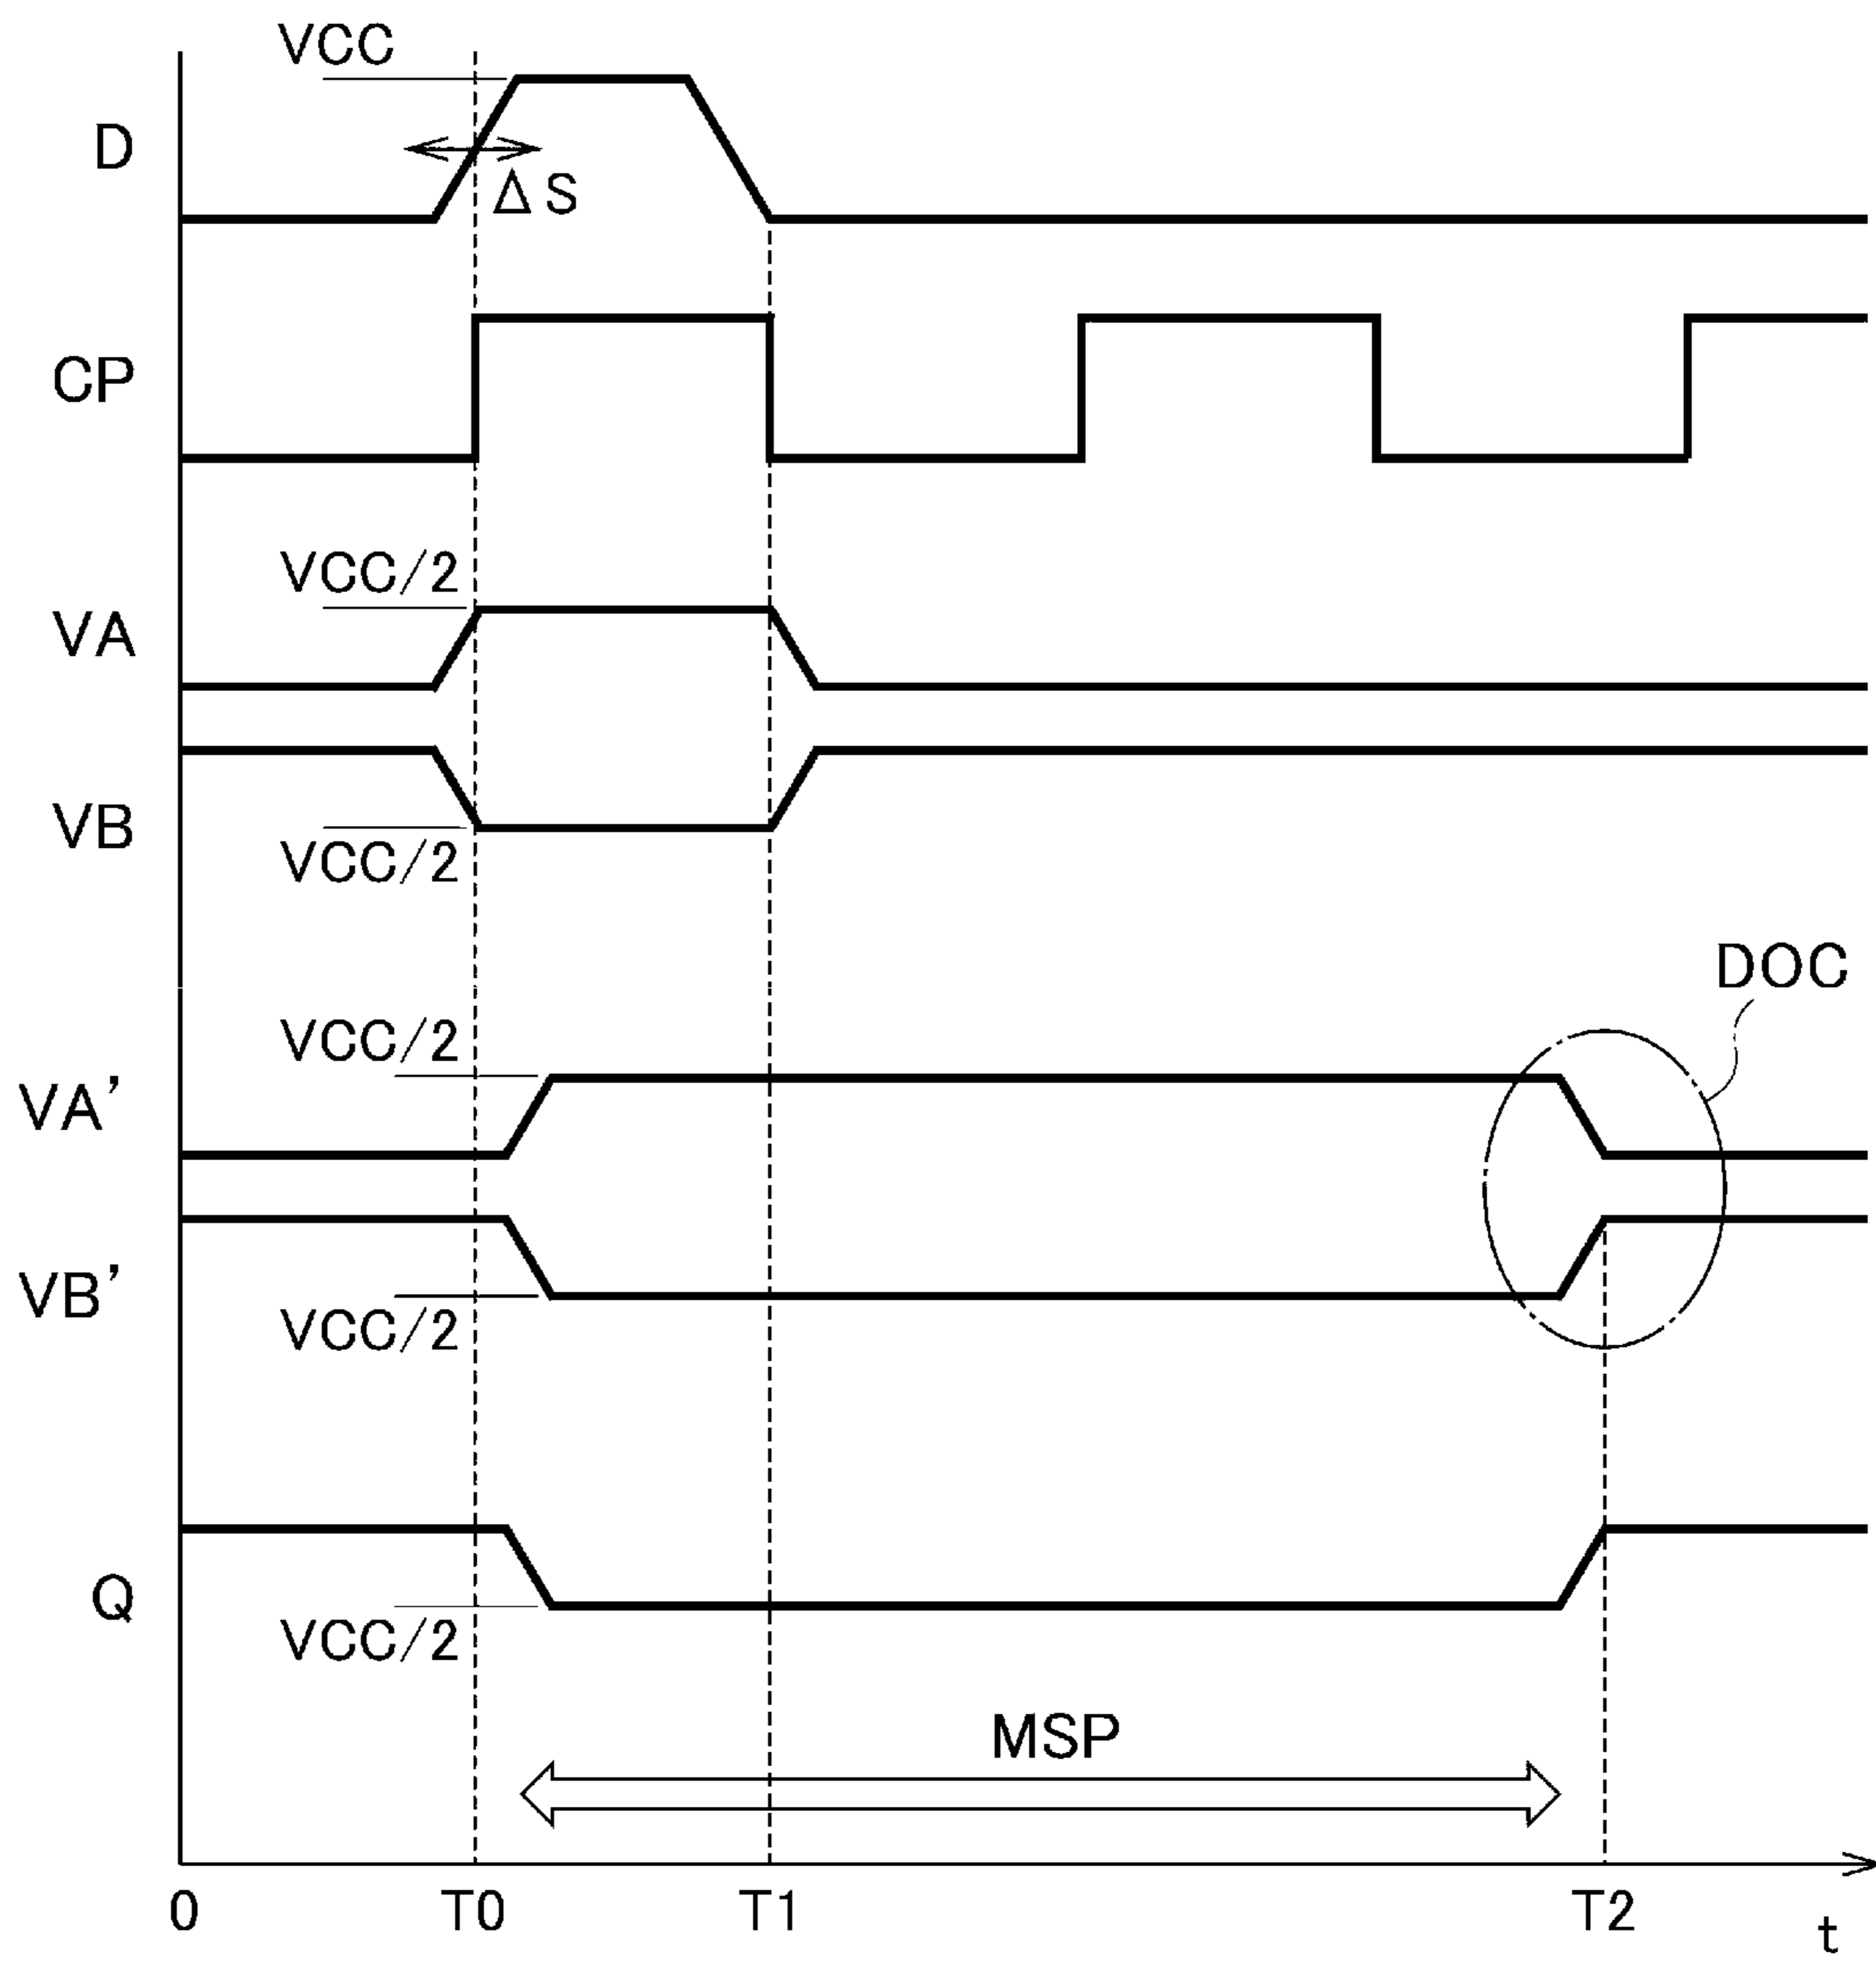 VCC
D
ΔS
CP
VCC/2
VA
VB
VCC/2
DOC
VCC/2
VA'
VB'
VCC/2
Q
VCC/2
MSP
0 T0 T1 T2 t